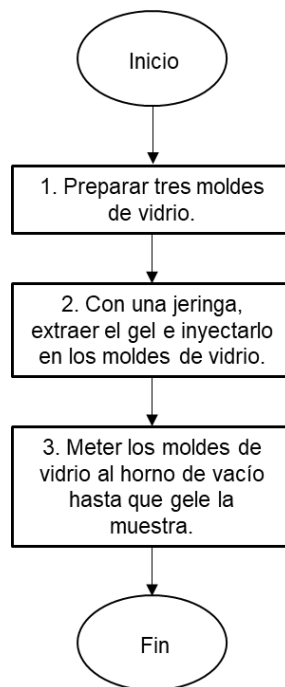 Inicio
1. Preparar tres moldes
de vidrio.
2. Con una jeringa,
extraer el gel e inyectarlo
en los moldes de vidrio.
3. Meter los moldes de
vidrio al horno de vacío
hasta que gele la
muestra.
Fin